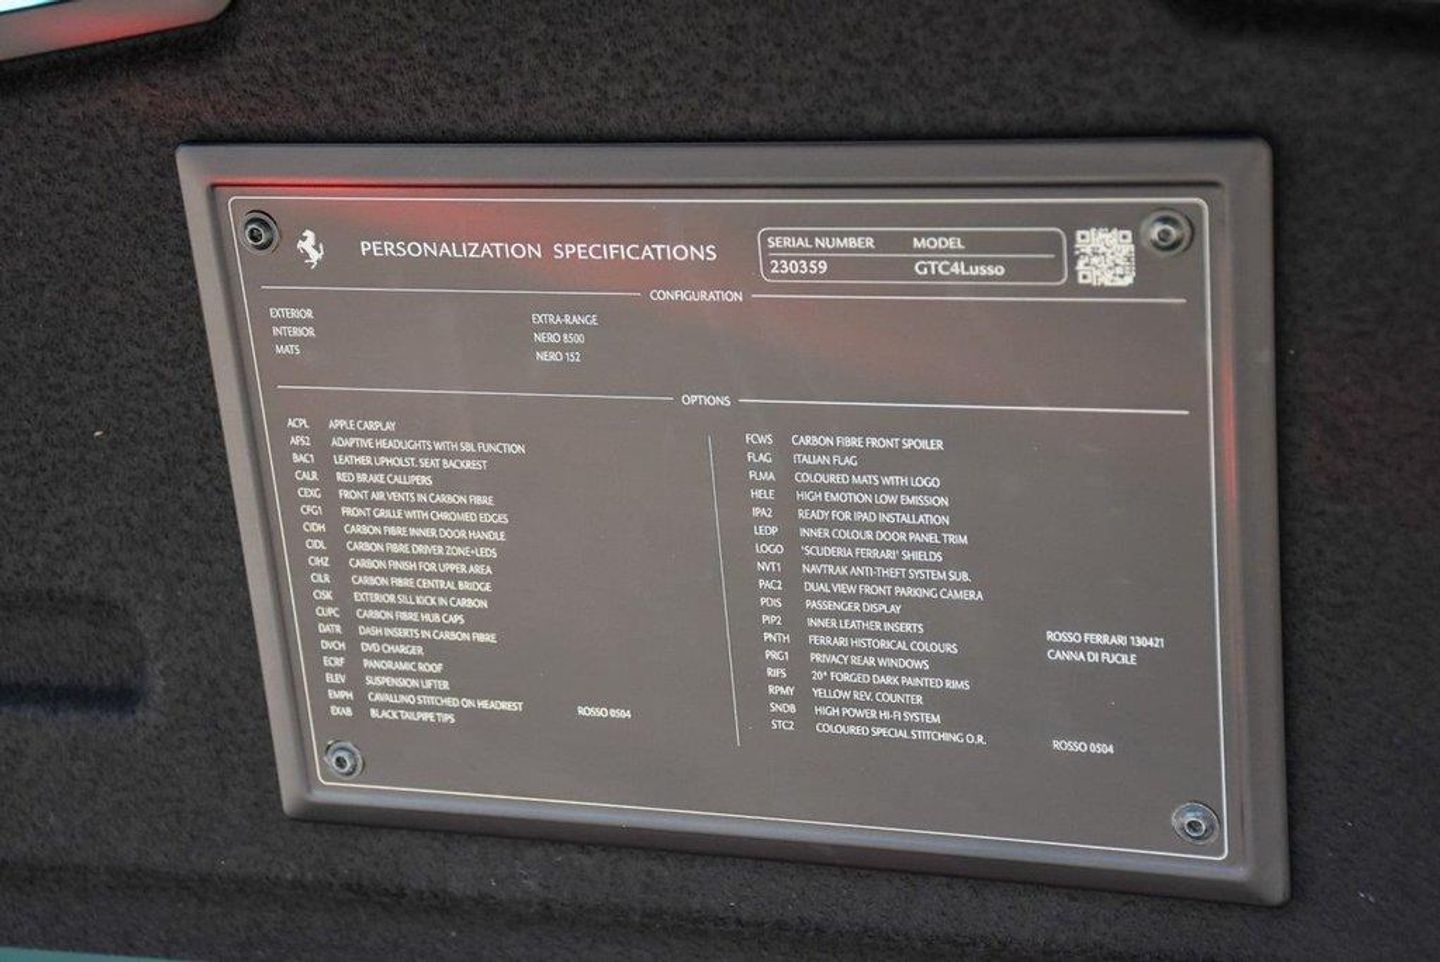 PERSONALIZATION SPECIFICATIONS
SERIAL NUMBER MODEL
230359 GTC4Lusso
CONFIGURATION
EXTERIOR EXTRA-RANGE
INTERIOR NERO 8500
MATS NERO 152
OPTIONS
ACPL APPLE CARPLAY
AFS2 ADAPTIVE HEADLIGHTS WITH SBL FUNCTION
BAC1 LEATHER UPHOLST. SEAT BACKREST
CALR RED BRAKE CALLIPERS
CEXG FRONT AIR VENTS IN CARBON FIBRE
CFG1 FRONT GRILLE WITH CHROMED EDGES
CIDH CARBON FIBRE INNER DOOR HANDLE
CIDL CARBON FIBRE DRIVER ZONE+LEDS
CIHZ CARBON FINISH FOR UPPER AREA
CILR CARBON FIBRE CENTRAL BRIDGE
CISK EXTERIOR SILL KICK IN CARBON
CUPC CARBON FIBRE HUB CAPS
DATR DASH INSERTS IN CARBON FIBRE
DVCH DVD CHARGER
ECRF PANORAMIC ROOF
ELEV SUSPENSION LIFTER
EMPH CAVALLINO STITCHED ON HEADREST ROSSO 0504
EXAB BLACK TAILPIPE TIPS
FCWS CARBON FIBRE FRONT SPOILER
FLAG ITALIAN FLAG
FLMA COLOURED MATS WITH LOGO
HELE HIGH EMOTION LOW EMISSION
IPA2 READY FOR IPAD INSTALLATION
LEDP INNER COLOUR DOOR PANEL TRIM
LOGO 'SCUDERIA FERRARI' SHIELDS
NVT1 NAVTRAK ANTI-THEFT SYSTEM SUB.
PAC2 DUAL VIEW FRONT PARKING CAMERA
PDIS PASSENGER DISPLAY
PIP2 INNER LEATHER INSERTS
PNTH FERRARI HISTORICAL COLOURS ROSSO FERRARI 130421
CANNA DI FUCILE
PRG1 PRIVACY REAR WINDOWS
RIFS 20" FORGED DARK PAINTED RIMS
RPMY YELLOW REV. COUNTER
SNDB HIGH POWER HI-FI SYSTEM
STC2 COLOURED SPECIAL STITCHING O.R. ROSSO 0504